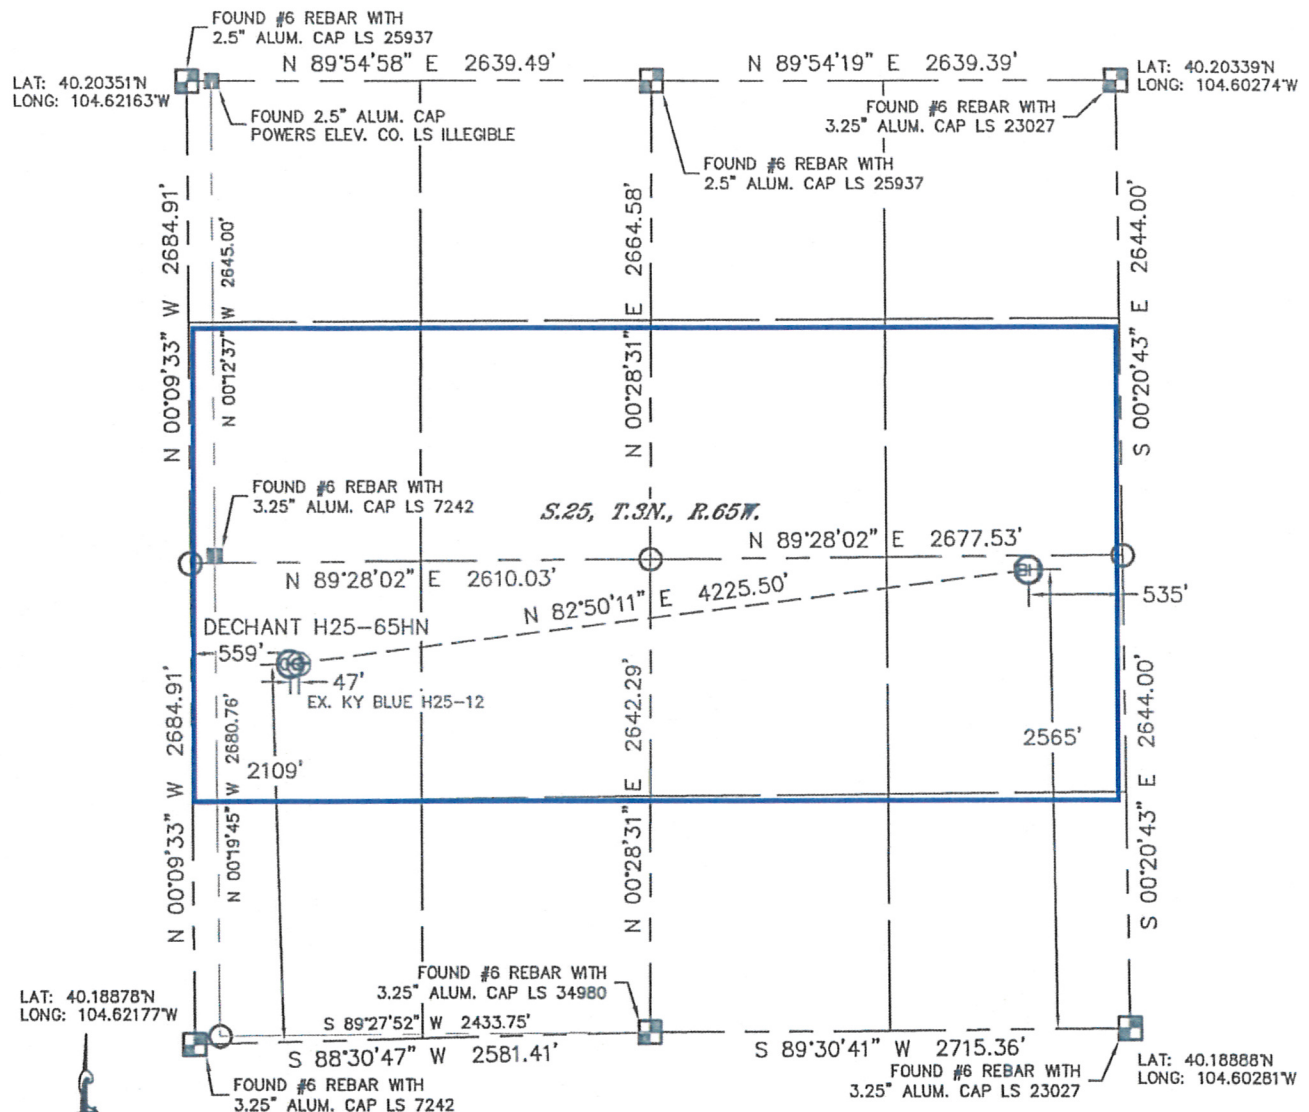 FOUND #6 REBAR WITH
2.5" ALUM. CAP LS 25937
N 89°54'58" E 2639.49'
N 89°54'19" E 2639.39'
LAT: 40.20351°N
LONG: 104.62163°W
LAT: 40.20339°N
LONG: 104.60274°W
FOUND 2.5" ALUM. CAP
POWERS ELEV. CO. LS ILLEGIBLE
FOUND #6 REBAR WITH
3.25" ALUM. CAP LS 23027
FOUND #6 REBAR WITH
2.5" ALUM. CAP LS 25937
N 00°09'33" W 2684.91'
N 00°12'37" W 2645.00'
N 00°28'31" E 2664.58'
S 00°20'43" E 2644.00'
FOUND #6 REBAR WITH
3.25" ALUM. CAP LS 7242
S.25, T.3N., R.65W.
N 89°28'02" E 2677.53'
N 89°28'02" E 2610.03'
N 82°50'11" E 4225.50'
BH
535'
DECHANT H25-65HN
559'
47'
EX. KY BLUE H25-12
2109'
2565'
N 00°09'33" W 2684.91'
N 00°19'45" W 2680.76'
N 00°28'31" E 2642.29'
S 00°20'43" E 2644.00'
FOUND #6 REBAR WITH
3.25" ALUM. CAP LS 34980
LAT: 40.18878°N
LONG: 104.62177°W
S 89°27'52" W 2433.75'
S 88°30'47" W 2581.41'
S 89°30'41" W 2715.36'
FOUND #6 REBAR WITH
3.25" ALUM. CAP LS 7242
FOUND #6 REBAR WITH
3.25" ALUM. CAP LS 23027
LAT: 40.18888°N
LONG: 104.60281°W